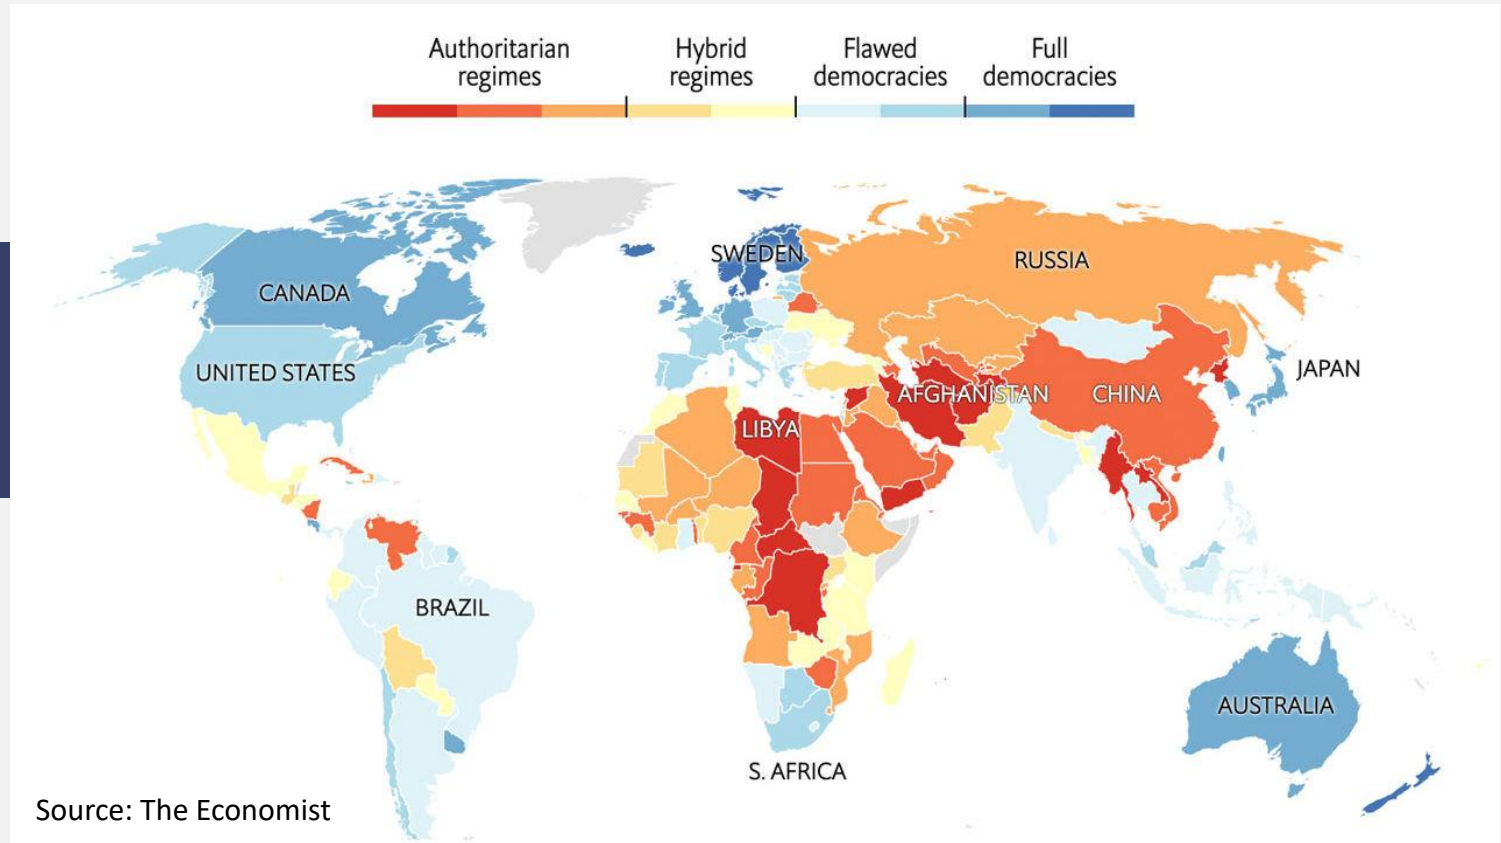 Authoritarian
regimes
Hybrid
regimes
Flawed
democracies
Full
democracies
SWEDEN
RUSSIA
CANADA
UNITED STATES
JAPAN
AFGHANISTAN
CHINA
LIBYA
BRAZIL
AUSTRALIA
S. AFRICA
Source: The Economist